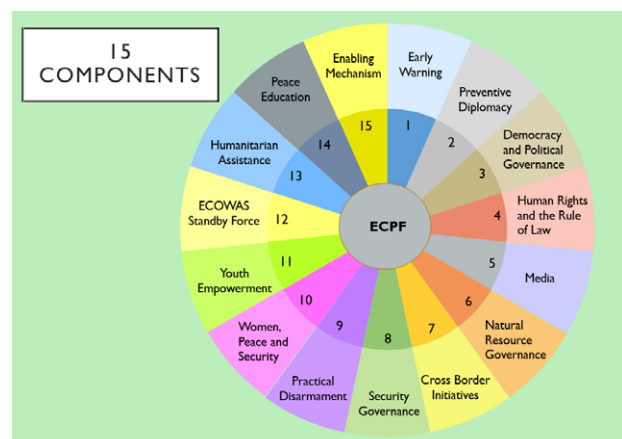 15
COMPONENTS
Early
Warning
1
Preventive
Diplomacy
2
Democracy
and Political
Governance
3
Human Rights
and the Rule
of Law
4
Media
5
Natural
Resource
Governance
6
Cross Border
Initiatives
7
Security
Governance
8
Practical
Disarmament
9
Women,
Peace and
Security
10
Youth
Empowerment
11
ECOWAS
Standby Force
12
Humanitarian
Assistance
13
Peace
Education
14
Enabling
Mechanism
15
ECPF